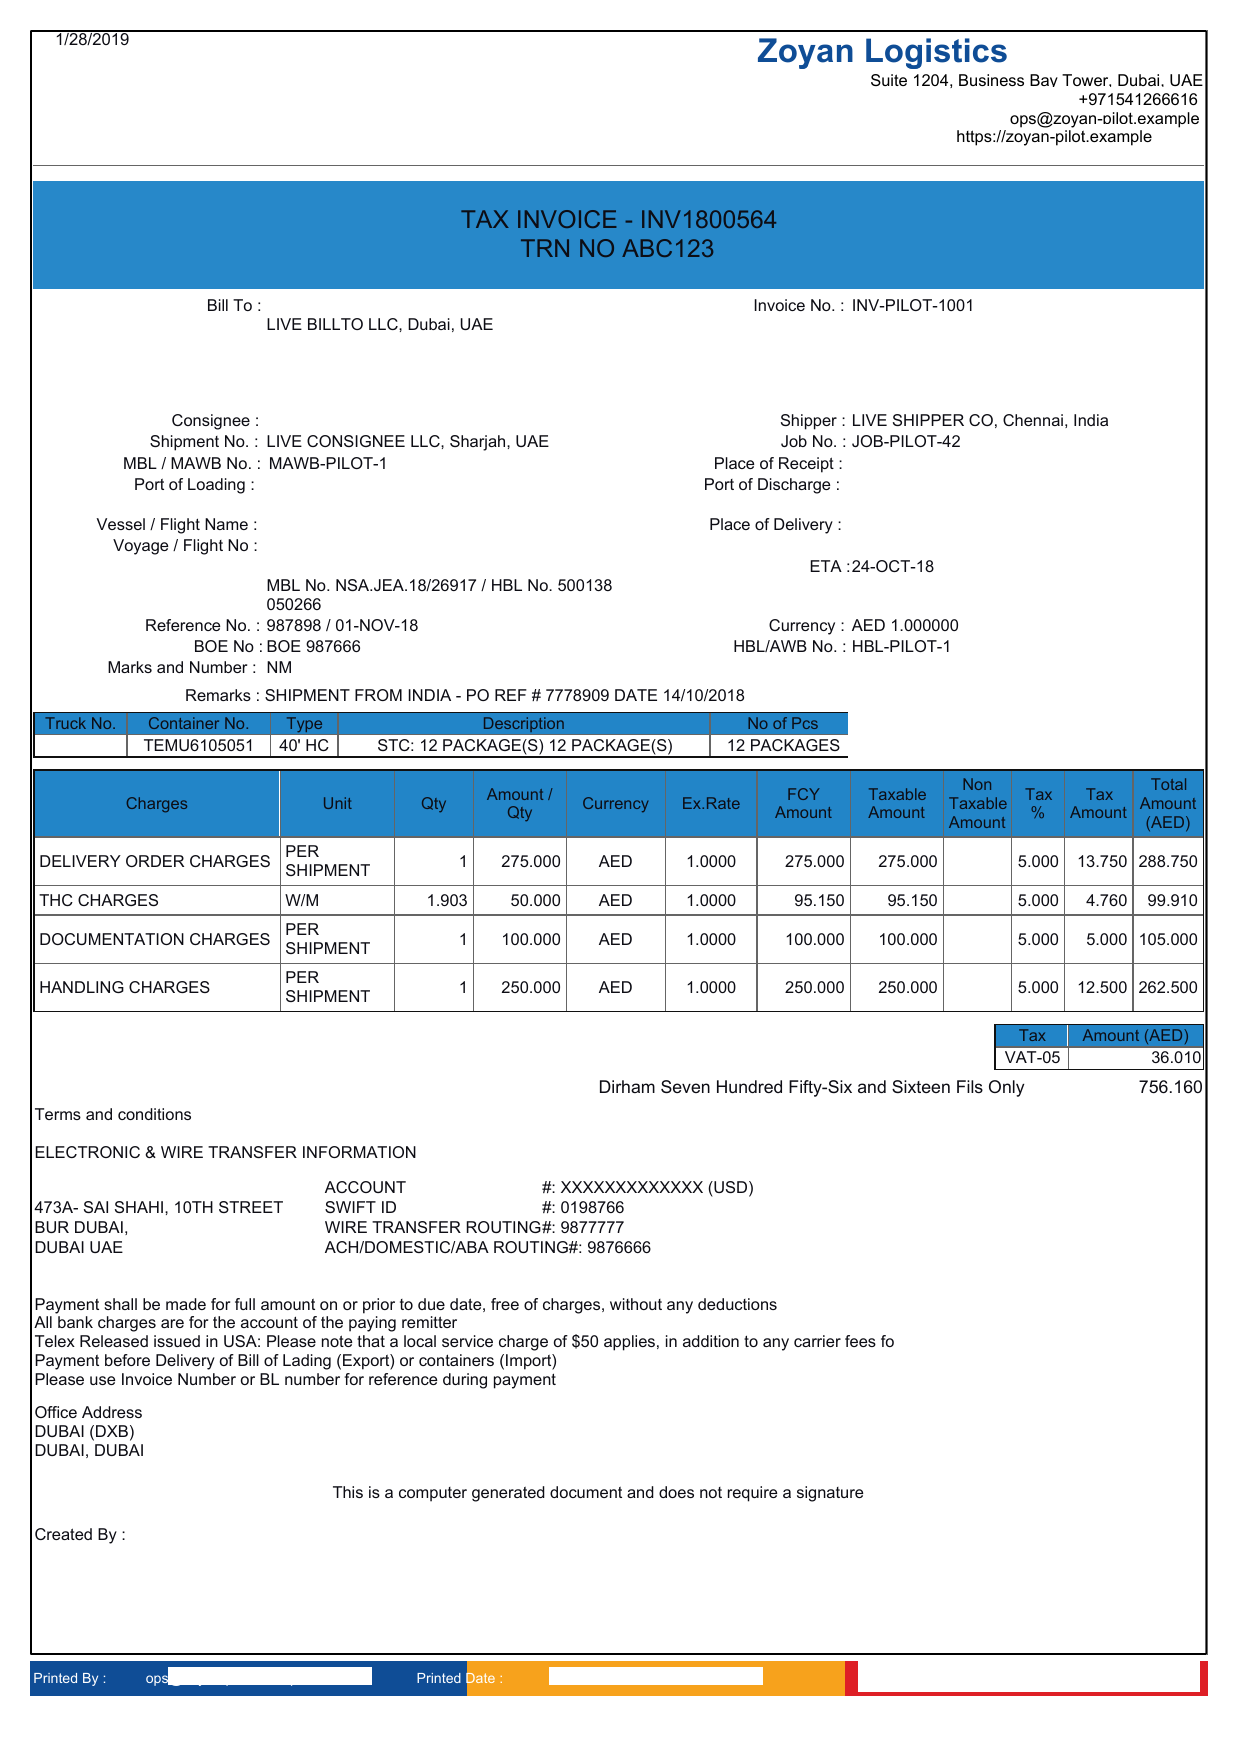 1/28/2019
Zoyan Logistics
Suite 1204, Business Bay Tower, Dubai, UAE
+971541266616
ops@zoyan-pilot.example
https://zoyan-pilot.example
TAX INVOICE - INV1800564
TRN NO ABC123
Bill To : Invoice No. : INV-PILOT-1001
LIVE BILLTO LLC, Dubai, UAE
Consignee : Shipper : LIVE SHIPPER CO, Chennai, India
Shipment No. : LIVE CONSIGNEE LLC, Sharjah, UAE Job No. : JOB-PILOT-42
MBL / MAWB No. : MAWB-PILOT-1 Place of Receipt :
Port of Loading : Port of Discharge :
Vessel / Flight Name : Place of Delivery :
Voyage / Flight No :
ETA :24-OCT-18
MBL No. NSA.JEA.18/26917 / HBL No. 500138
050266
Reference No. : 987898 / 01-NOV-18 Currency : AED 1.000000
BOE No : BOE 987666 HBL/AWB No. : HBL-PILOT-1
Marks and Number : NM
Remarks : SHIPMENT FROM INDIA - PO REF # 7778909 DATE 14/10/2018
Truck No. Container No. Type Description No of Pcs
TEMU6105051 40' HC STC: 12 PACKAGE(S) 12 PACKAGE(S) 12 PACKAGES
Charges Unit Qty Amount / Qty Currency Ex.Rate FCY Amount Taxable Amount Non Taxable Amount Tax % Tax Amount Total Amount (AED)
DELIVERY ORDER CHARGES PER SHIPMENT 1 275.000 AED 1.0000 275.000 275.000 5.000 13.750 288.750
THC CHARGES W/M 1.903 50.000 AED 1.0000 95.150 95.150 5.000 4.760 99.910
DOCUMENTATION CHARGES PER SHIPMENT 1 100.000 AED 1.0000 100.000 100.000 5.000 5.000 105.000
HANDLING CHARGES PER SHIPMENT 1 250.000 AED 1.0000 250.000 250.000 5.000 12.500 262.500
Tax Amount (AED)
VAT-05 36.010
Dirham Seven Hundred Fifty-Six and Sixteen Fils Only 756.160
Terms and conditions
ELECTRONIC & WIRE TRANSFER INFORMATION
ACCOUNT #: XXXXXXXXXXXXX (USD)
473A- SAI SHAHI, 10TH STREET SWIFT ID #: 0198766
BUR DUBAI, WIRE TRANSFER ROUTING#: 9877777
DUBAI UAE ACH/DOMESTIC/ABA ROUTING#: 9876666
Payment shall be made for full amount on or prior to due date, free of charges, without any deductions
All bank charges are for the account of the paying remitter
Telex Released issued in USA: Please note that a local service charge of $50 applies, in addition to any carrier fees fo
Payment before Delivery of Bill of Lading (Export) or containers (Import)
Please use Invoice Number or BL number for reference during payment
Office Address
DUBAI (DXB)
DUBAI, DUBAI
This is a computer generated document and does not require a signature
Created By :
Printed By : ops Printed Date :